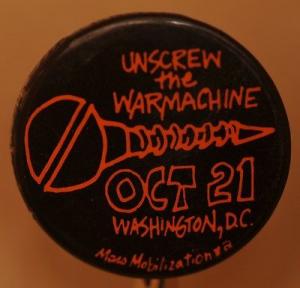 UNSCREW
the
WARMACHINE
OCT 21
WASHINGTON, D.C.
Mass Mobilization